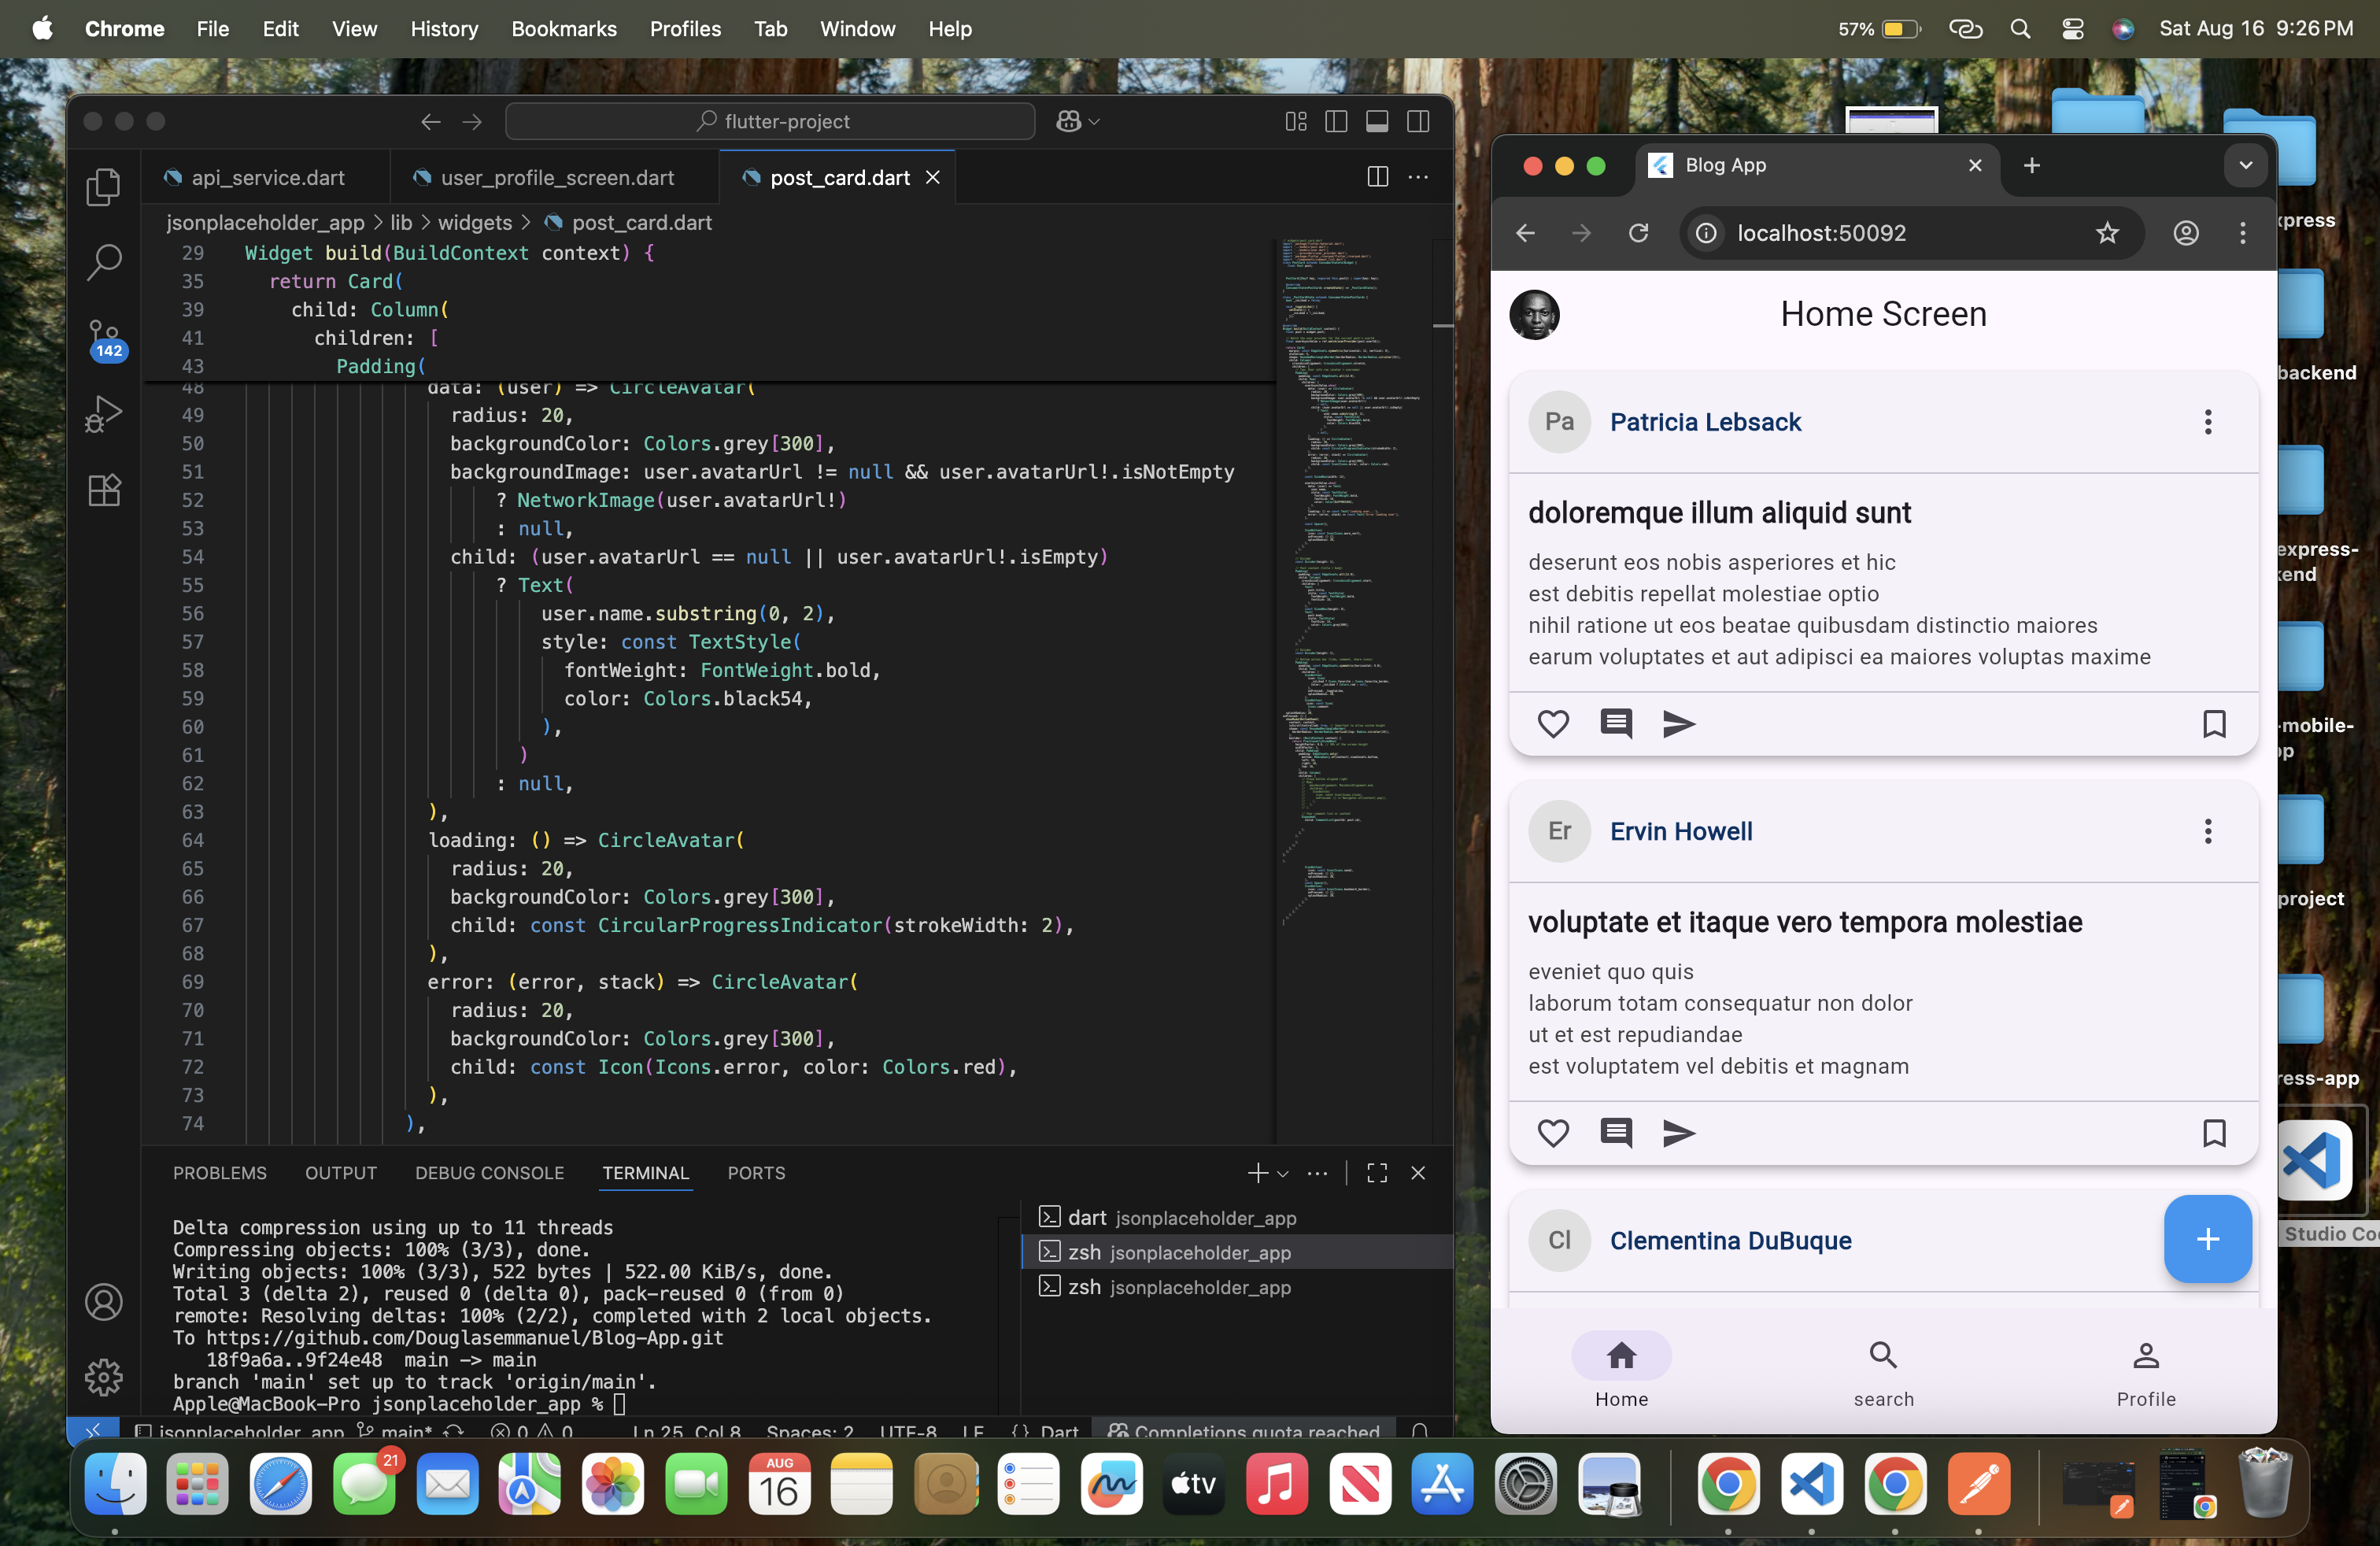 Chrome File Edit View History Bookmarks Profiles Tab Window Help
57% Sat Aug 16 9:26 PM
flutter-project
api_service.dart
user_profile_screen.dart
post_card.dart
jsonplaceholder_app > lib > widgets > post_card.dart
29 Widget build(BuildContext context) {
35 return Card(
39 child: Column(
41 children: [
43 Padding(
48 data: (user) => CircleAvatar(
49 radius: 20,
50 backgroundColor: Colors.grey[300],
51 backgroundImage: user.avatarUrl != null && user.avatarUrl!.isNotEmpty
52 ? NetworkImage(user.avatarUrl!)
53 : null,
54 child: (user.avatarUrl == null || user.avatarUrl!.isEmpty)
55 ? Text(
56 user.name.substring(0, 2),
57 style: const TextStyle(
58 fontWeight: FontWeight.bold,
59 color: Colors.black54,
60 ),
61 )
62 : null,
63 ),
64 loading: () => CircleAvatar(
65 radius: 20,
66 backgroundColor: Colors.grey[300],
67 child: const CircularProgressIndicator(strokeWidth: 2),
68 ),
69 error: (error, stack) => CircleAvatar(
70 radius: 20,
71 backgroundColor: Colors.grey[300],
72 child: const Icon(Icons.error, color: Colors.red),
73 ),
74 ),
142
PROBLEMS OUTPUT DEBUG CONSOLE TERMINAL PORTS
Delta compression using up to 11 threads
Compressing objects: 100% (3/3), done.
Writing objects: 100% (3/3), 522 bytes | 522.00 KiB/s, done.
Total 3 (delta 2), reused 0 (delta 0), pack-reused 0 (from 0)
remote: Resolving deltas: 100% (2/2), completed with 2 local objects.
To https://github.com/Douglasemmanuel/Blog-App.git
18f9a6a..9f24e48 main -> main
branch 'main' set up to track 'origin/main'.
Apple@MacBook-Pro jsonplaceholder_app %
dart jsonplaceholder_app
zsh jsonplaceholder_app
zsh jsonplaceholder_app
jsonplaceholder_app main* 0 0 Ln 25, Col 8 Spaces: 2 UTF-8 LF {} Dart Completions quota reached
Blog App
localhost:50092
Home Screen
Pa Patricia Lebsack
doloremque illum aliquid sunt
deserunt eos nobis asperiores et hic
est debitis repellat molestiae optio
nihil ratione ut eos beatae quibusdam distinctio maiores
earum voluptates et aut adipisci ea maiores voluptas maxime
Er Ervin Howell
voluptate et itaque vero tempora molestiae
eveniet quo quis
laborum totam consequatur non dolor
ut et est repudiandae
est voluptatem vel debitis et magnam
Cl Clementina DuBuque
+
Home search Profile
xpress
backend
express-
kend
-mobile-
pp
project
ress-app
Studio Co
21
AUG
16
tv